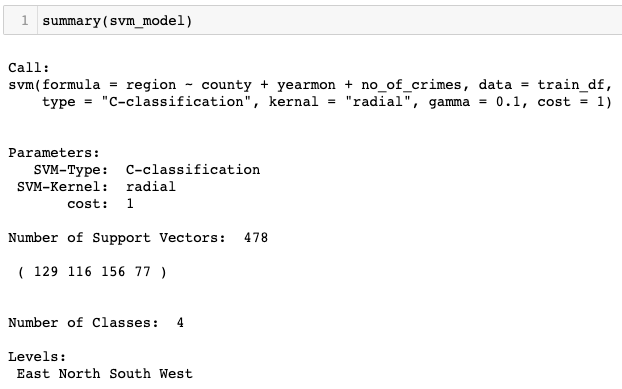 1 summary(svm_model)
Call:
svm(formula = region ~ county + yearmon + no_of_crimes, data = train_df,
type = "C-classification", kernal = "radial", gamma = 0.1, cost = 1)
Parameters:
SVM-Type: C-classification
SVM-Kernel: radial
cost: 1
Number of Support Vectors: 478
( 129 116 156 77 )
Number of Classes: 4
Levels:
East North South West